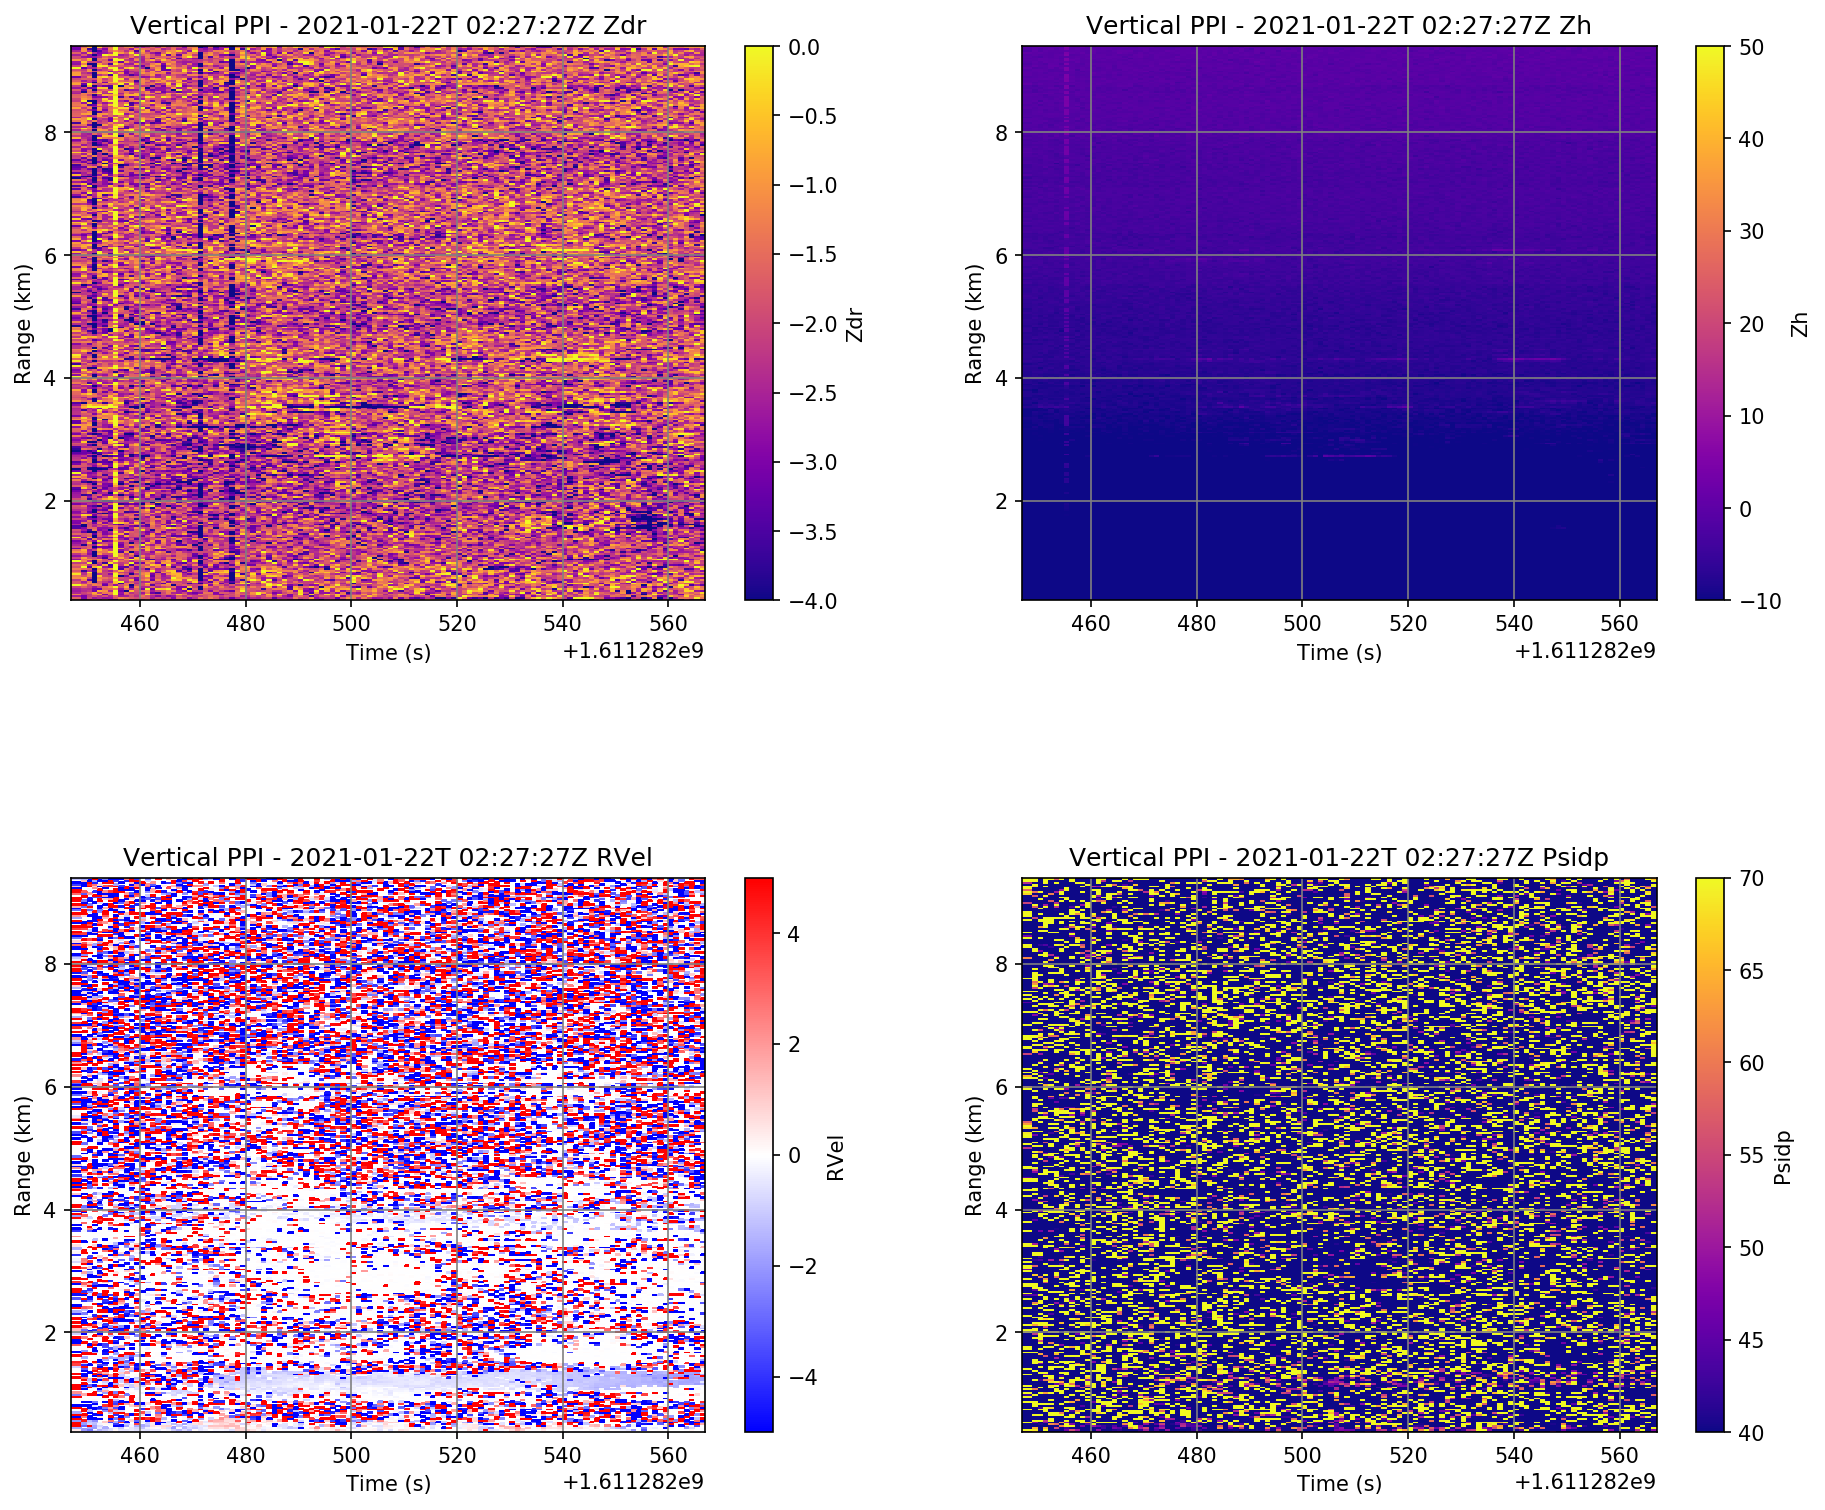 Vertical PPI - 2021-01-22T 02:27:27Z Zdr
Range (km)
8
6
4
2
460 480 500 520 540 560
Time (s)
+1.611282e9
0.0
−0.5
−1.0
−1.5
−2.0
−2.5
−3.0
−3.5
−4.0
Zdr
Vertical PPI - 2021-01-22T 02:27:27Z Zh
Range (km)
8
6
4
2
460 480 500 520 540 560
Time (s)
+1.611282e9
50
40
30
20
10
0
−10
Zh
Vertical PPI - 2021-01-22T 02:27:27Z RVel
Range (km)
8
6
4
2
460 480 500 520 540 560
Time (s)
+1.611282e9
4
2
0
−2
−4
RVel
Vertical PPI - 2021-01-22T 02:27:27Z Psidp
Range (km)
8
6
4
2
460 480 500 520 540 560
Time (s)
+1.611282e9
70
65
60
55
50
45
40
Psidp